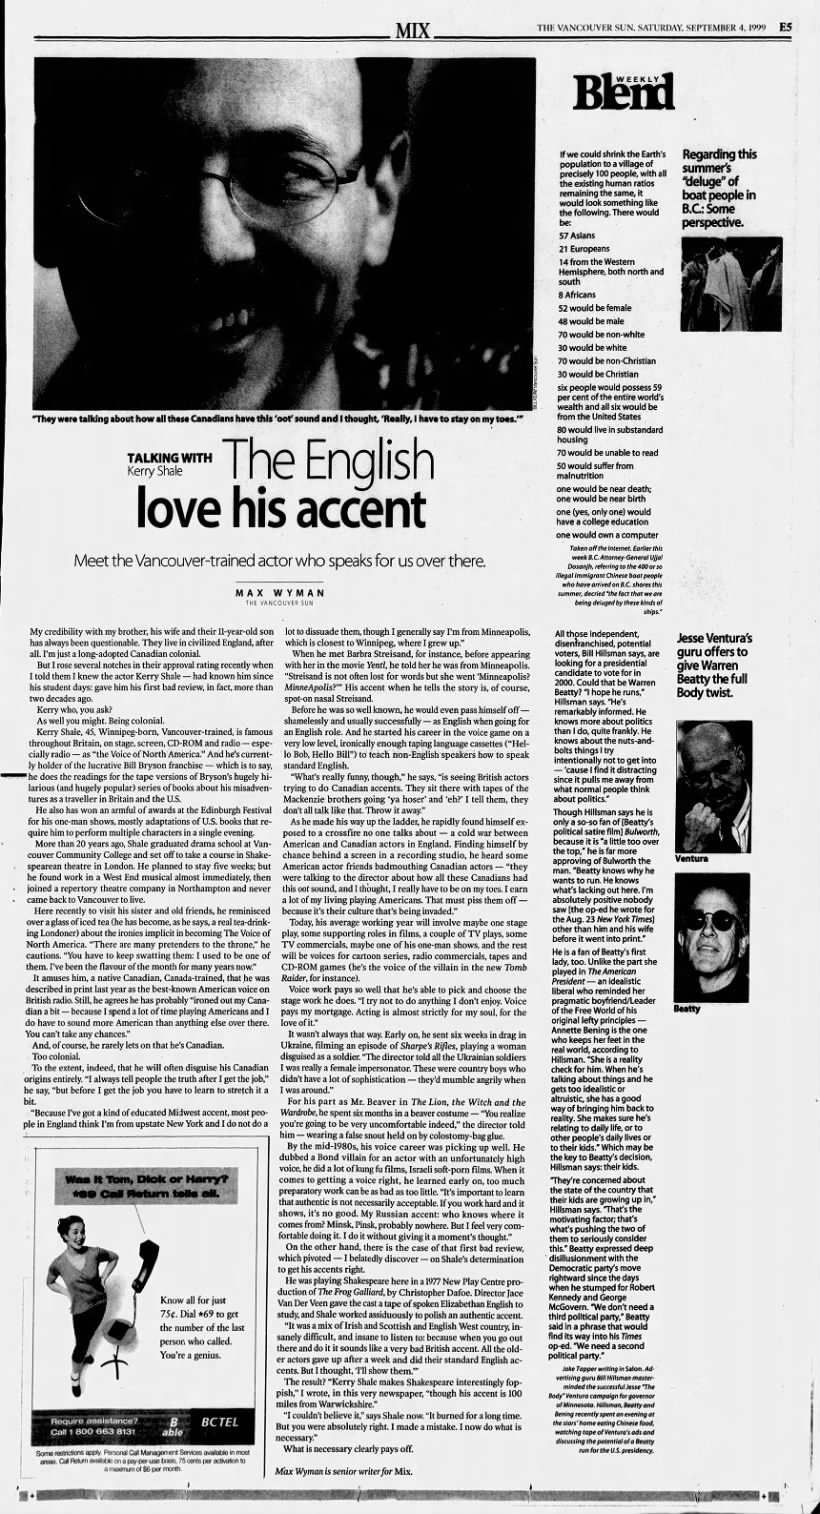 MIX
THE VANCOUVER SUN, SATURDAY, SEPTEMBER 4, 1999 E5
"They were talking about how all these Canadians have this 'oot' sound and I thought, 'Really, I have to stay on my toes.'"
TALKING WITH
Kerry Shale
The English
love his accent
Meet the Vancouver-trained actor who speaks for us over there.
MAX WYMAN
THE VANCOUVER SUN
My credibility with my brother, his wife and their 11-year-old son
has always been questionable. They live in civilized England, after
all. I'm just a long-adopted Canadian colonial.
But I rose several notches in their approval rating recently when
I told them I knew the actor Kerry Shale — had known him since
his student days: gave him his first bad review, in fact, more than
two decades ago.
Kerry who, you ask?
As well you might. Being colonial.
Kerry Shale, 45, Winnipeg-born, Vancouver-trained, is famous
throughout Britain, on stage, screen, CD-ROM and radio — espe-
cially radio — as "the Voice of North America." And he's current-
ly holder of the lucrative Bill Bryson franchise — which is to say,
he does the readings for the tape versions of Bryson's hugely hi-
larious (and hugely popular) series of books about his misadven-
tures as a traveller in Britain and the U.S.
He also has won an armful of awards at the Edinburgh Festival
for his one-man shows, mostly adaptations of U.S. books that re-
quire him to perform multiple characters in a single evening.
More than 20 years ago, Shale graduated drama school at Van-
couver Community College and set off to take a course in Shake-
spearean theatre in London. He planned to stay five weeks; but
he found work in a West End musical almost immediately, then
joined a repertory theatre company in Northampton and never
came back to Vancouver to live.
Here recently to visit his sister and old friends, he reminisced
over a glass of iced tea (he has become, as he says, a real tea-drink-
ing Londoner) about the ironies implicit in becoming The Voice of
North America. "There are many pretenders to the throne," he
cautions. "You have to keep swatting them: I used to be one of
them. I've been the flavour of the month for many years now."
It amuses him, a native Canadian, Canada-trained, that he was
described in print last year as the best-known American voice on
British radio. Still, he agrees he has probably "ironed out my Cana-
dian a bit — because I spend a lot of time playing Americans and I
do have to sound more American than anything else over there.
You can't take any chances."
And, of course, he rarely lets on that he's Canadian.
Too colonial.
To the extent, indeed, that he will often disguise his Canadian
origins entirely. "I always tell people the truth after I get the job,"
he say, "but before I get the job you have to learn to stretch it a
bit.
"Because I've got a kind of educated Midwest accent, most peo-
ple in England think I'm from upstate New York and I do not do a
lot to dissuade them, though I generally say I'm from Minneapolis,
which is closest to Winnipeg, where I grew up."
When he met Barbra Streisand, for instance, before appearing
with her in the movie Yentl, he told her he was from Minneapolis.
"Streisand is not often lost for words but she went 'Minneapolis?
MinneApolis?'" His accent when he tells the story is, of course,
spot-on nasal Streisand.
Before he was so well known, he would even pass himself off —
shamelessly and usually successfully — as English when going for
an English role. And he started his career in the voice game on a
very low level, ironically enough taping language cassettes ("Hel-
lo Bob, Hello Bill") to teach non-English speakers how to speak
standard English.
"What's really funny, though," he says, "is seeing British actors
trying to do Canadian accents. They sit there with tapes of the
Mackenzie brothers going 'ya hoser' and 'eh?' I tell them, they
don't all talk like that. Throw it away."
As he made his way up the ladder, he rapidly found himself ex-
posed to a crossfire no one talks about — a cold war between
American and Canadian actors in England. Finding himself by
chance behind a screen in a recording studio, he heard some
American actor friends badmouthing Canadian actors — "they
were talking to the director about how all these Canadians had
this oot sound, and I thought, I really have to be on my toes. I earn
a lot of my living playing Americans. That must piss them off —
because it's their culture that's being invaded."
Today, his average working year will involve maybe one stage
play, some supporting roles in films, a couple of TV plays, some
TV commercials, maybe one of his one-man shows, and the rest
will be voices for cartoon series, radio commercials, tapes and
CD-ROM games (he's the voice of the villain in the new Tomb
Raider, for instance).
Voice work pays so well that he's able to pick and choose the
stage work he does. "I try not to do anything I don't enjoy. Voice
pays my mortgage. Acting is almost strictly for my soul, for the
love of it."
It wasn't always that way. Early on, he sent six weeks in drag in
Ukraine, filming an episode of Sharpe's Rifles, playing a woman
disguised as a soldier. "The director told all the Ukrainian soldiers
I was really a female impersonator. These were country boys who
didn't have a lot of sophistication — they'd mumble angrily when
I was around."
For his part as Mr. Beaver in The Lion, the Witch and the
Wardrobe, he spent six months in a beaver costume — "You realize
you're going to be very uncomfortable indeed," the director told
him — wearing a false snout held on by colostomy-bag glue.
By the mid-1980s, his voice career was picking up well. He
dubbed a Bond villain for an actor with an unfortunately high
voice, he did a lot of kung fu films, Israeli soft-porn films. When it
comes to getting a voice right, he learned early on, too much
preparatory work can be as bad as too little. "It's important to learn
that authentic is not necessarily acceptable. If you work hard and it
shows, it's no good. My Russian accent: who knows where it
comes from? Minsk, Pinsk, probably nowhere. But I feel very com-
fortable doing it. I do it without giving it a moment's thought."
On the other hand, there is the case of that first bad review,
which pivoted — I belatedly discover — on Shale's determination
to get his accents right.
He was playing Shakespeare here in a 1977 New Play Centre pro-
duction of The Frog Galliard, by Christopher Dafoe. Director Jace
Van Der Veen gave the cast a tape of spoken Elizabethan English to
study, and Shale worked assiduously to polish an authentic accent.
"It was a mix of Irish and Scottish and English West country, in-
sanely difficult, and insane to listen to: because when you go out
there and do it it sounds like a very bad British accent. All the old-
er actors gave up after a week and did their standard English ac-
cents. But I thought, 'I'll show them.'"
The result? "Kerry Shale makes Shakespeare interestingly fop-
pish," I wrote, in this very newspaper, "though his accent is 100
miles from Warwickshire."
"I couldn't believe it," says Shale now. "It burned for a long time.
But you were absolutely right. I made a mistake. I now do what is
necessary."
What is necessary clearly pays off.
Max Wyman is senior writer for Mix.
Was it Tom, Dick or Harry?
*69 Call Return tells all.
Know all for just
75¢. Dial *69 to get
the number of the last
person who called.
You're a genius.
Require assistance?
Call 1 800 663 8131
B
able
BCTEL
Some restrictions apply. Personal Call Management Services available in most
areas. Call Return available on a pay-per-use basis. 75 cents per activation to
a maximum of $6 per month.
WEEKLY
Blend
If we could shrink the Earth's
population to a village of
precisely 100 people, with all
the existing human ratios
remaining the same, it
would look something like
the following. There would
be:
57 Asians
21 Europeans
14 from the Western
Hemisphere, both north and
south
8 Africans
52 would be female
48 would be male
70 would be non-white
30 would be white
70 would be non-Christian
30 would be Christian
six people would possess 59
per cent of the entire world's
wealth and all six would be
from the United States
80 would live in substandard
housing
70 would be unable to read
50 would suffer from
malnutrition
one would be near death;
one would be near birth
one (yes, only one) would
have a college education
one would own a computer
Taken off the Internet. Earlier this
week B.C. Attorney-General Ujjal
Dosanjh, referring to the 400 or so
illegal immigrant Chinese boat people
who have arrived on B.C. shores this
summer, decried "the fact that we are
being deluged by these kinds of
ships."
Regarding this
summer's
"deluge" of
boat people in
B.C.: Some
perspective.
All those independent,
disenfranchised, potential
voters, Bill Hillsman says, are
looking for a presidential
candidate to vote for in
2000. Could that be Warren
Beatty? "I hope he runs,"
Hillsman says. "He's
remarkably informed. He
knows more about politics
than I do, quite frankly. He
knows about the nuts-and-
bolts things I try
intentionally not to get into
— 'cause I find it distracting
since it pulls me away from
what normal people think
about politics."
Though Hillsman says he is
only a so-so fan of [Beatty's
political satire film] Bulworth,
because it is "a little too over
the top," he is far more
approving of Bulworth the
man. "Beatty knows why he
wants to run. He knows
what's lacking out here. I'm
absolutely positive nobody
saw [the op-ed he wrote for
the Aug. 23 New York Times]
other than him and his wife
before it went into print."
He is a fan of Beatty's first
lady, too. Unlike the part she
played in The American
President — an idealistic
liberal who reminded her
pragmatic boyfriend/Leader
of the Free World of his
original lefty principles —
Annette Bening is the one
who keeps her feet in the
real world, according to
Hillsman. "She is a reality
check for him. When he's
talking about things and he
gets too idealistic or
altruistic, she has a good
way of bringing him back to
reality. She makes sure he's
relating to daily life, or to
other people's daily lives or
to their kids." Which may be
the key to Beatty's decision,
Hillsman says: their kids.
"They're concerned about
the state of the country that
their kids are growing up in,"
Hillsman says. "That's the
motivating factor; that's
what's pushing the two of
them to seriously consider
this." Beatty expressed deep
disillusionment with the
Democratic party's move
rightward since the days
when he stumped for Robert
Kennedy and George
McGovern. "We don't need a
third political party," Beatty
said in a phrase that would
find its way into his Times
op-ed. "We need a second
political party."
Jake Tapper writing in Salon. Ad-
vertising guru Bill Hillsman master-
minded the successful Jesse "The
Body" Ventura campaign for governor
of Minnesota. Hillsman, Beatty and
Bening recently spent an evening at
the stars' home eating Chinese food,
watching tape of Ventura's ads and
discussing the potential of a Beatty
run for the U.S. presidency.
Jesse Ventura's
guru offers to
give Warren
Beatty the full
Body twist.
Ventura
Beatty